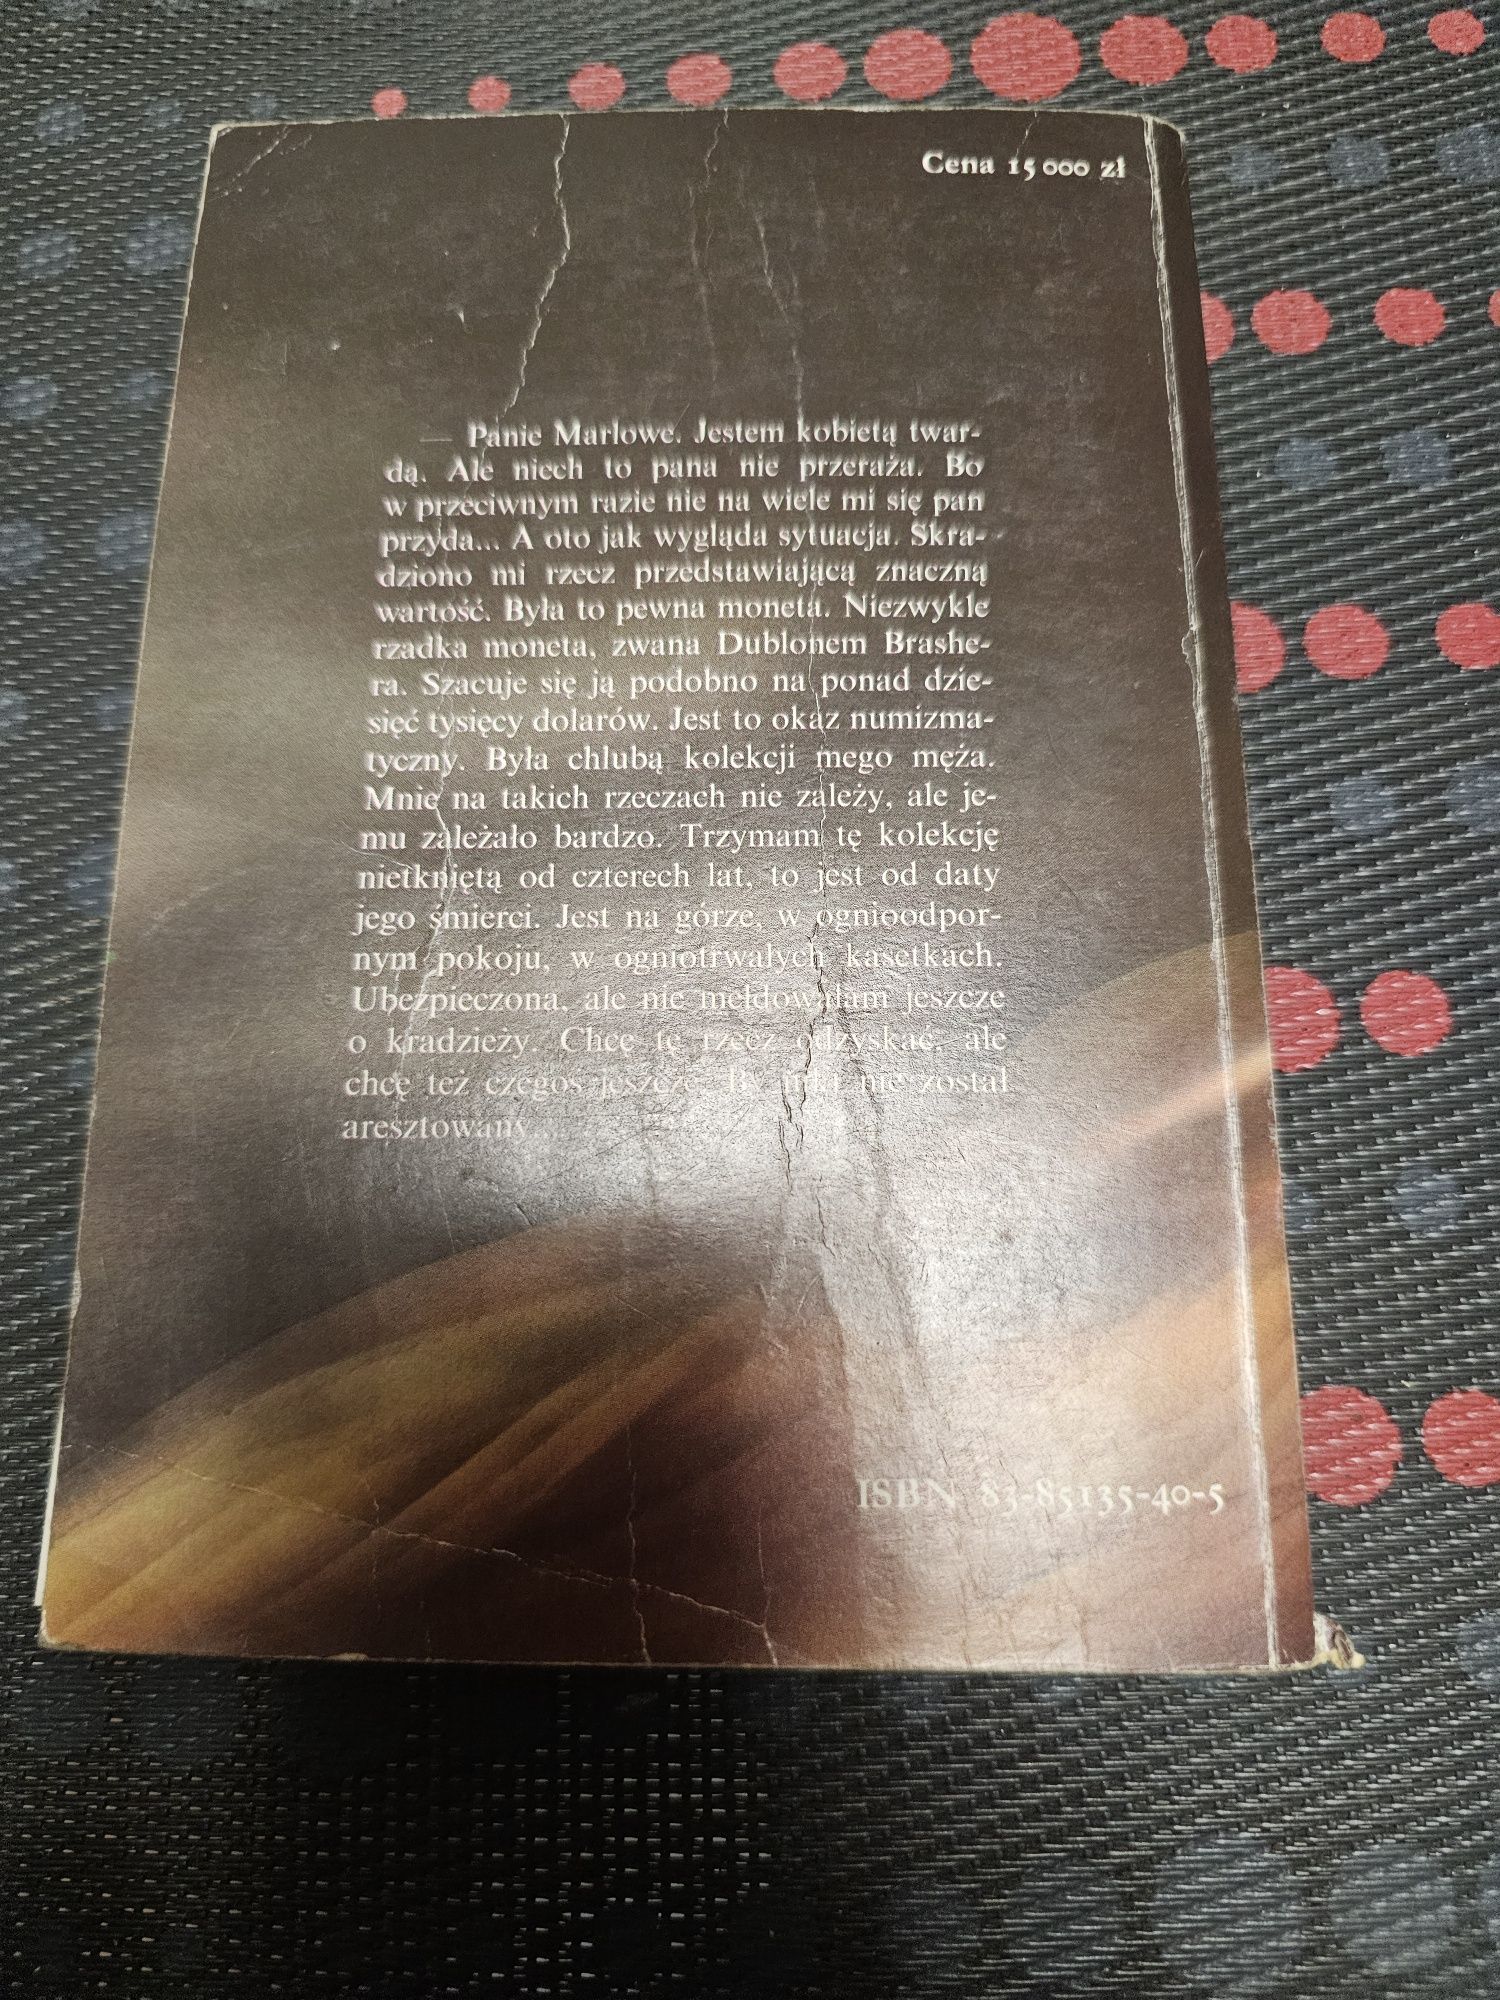 Cena 15 000 zł
— Panie Marlowe. Jestem kobietą twar-
dą. Ale niech to pana nie przeraża. Bo
w przeciwnym razie nie na wiele mi się pan
przyda... A oto jak wygląda sytuacja. Skra-
dziono mi rzecz przedstawiającą znaczną
wartość. Była to pewna moneta. Niezwykle
rzadka moneta, zwana Dublonem Brashe-
ra. Szacuje się ją podobno na ponad dzie-
sięć tysięcy dolarów. Jest to okaz numizma-
tyczny. Była chlubą kolekcji mego męża.
Mnie na takich rzeczach nie zależy, ale je-
mu zależało bardzo. Trzymam tę kolekcję
nietkniętą od czterech lat, to jest od daty
jego śmierci. Jest na górze, w ognioodpor-
nym pokoju, w ogniotrwałych kasetkach.
Ubezpieczona, ale nie meldowałam jeszcze
o kradzieży. Chcę tę rzecz odzyskać, ale
chcę też czegoś jeszcze. By nikt nie został
aresztowany...
ISBN 83-85135-40-5